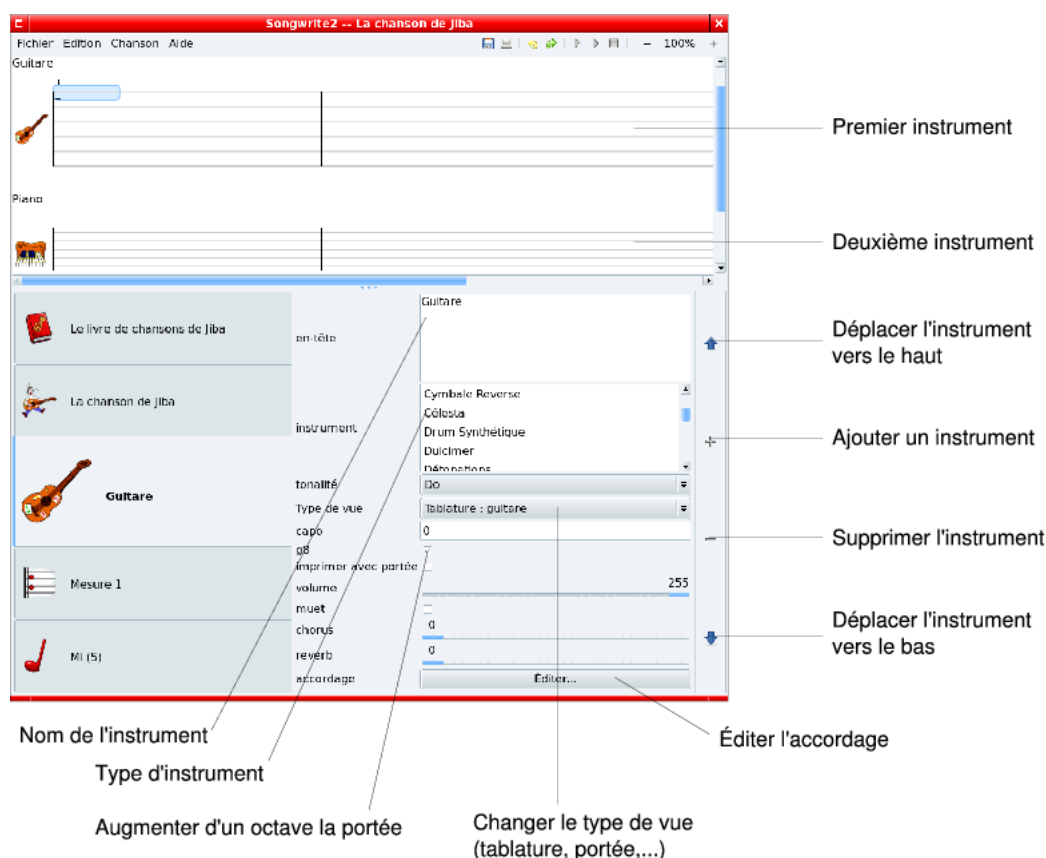 Songwrite2 -- La chanson de Jiba
Fichier Edition Chanson Aide
100%
Guitare
Piano
Premier instrument
Deuxième instrument
Le livre de chansons de Jiba
La chanson de Jiba
Guitare
Mesure 1
Mi (5)
en-tête
Guitare
instrument
Cymbale Reverse
Célesta
Drum Synthétique
Dulcimer
Détonations
tonalité
Do
Type de vue
Tablature : guitare
capo
0
g8
imprimer avec portée
volume
255
muet
chorus
0
reverb
0
accordage
Éditer...
Déplacer l'instrument
vers le haut
Ajouter un instrument
Supprimer l'instrument
Déplacer l'instrument
vers le bas
Nom de l'instrument
Type d'instrument
Augmenter d'un octave la portée
Changer le type de vue
(tablature, portée,...)
Éditer l'accordage